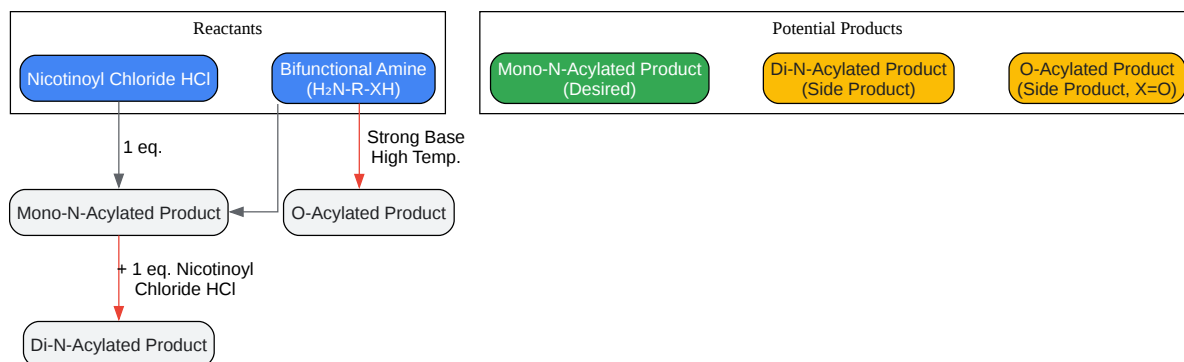 Reactants
Nicotinoyl Chloride HCl
Bifunctional Amine
(H₂N-R-XH)
Potential Products
Mono-N-Acylated Product
(Desired)
Di-N-Acylated Product
(Side Product)
O-Acylated Product
(Side Product, X=O)
1 eq.
Strong Base
High Temp.
Mono-N-Acylated Product
O-Acylated Product
+ 1 eq. Nicotinoyl
Chloride HCl
Di-N-Acylated Product